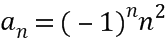 aₙ = (−1)ⁿn²